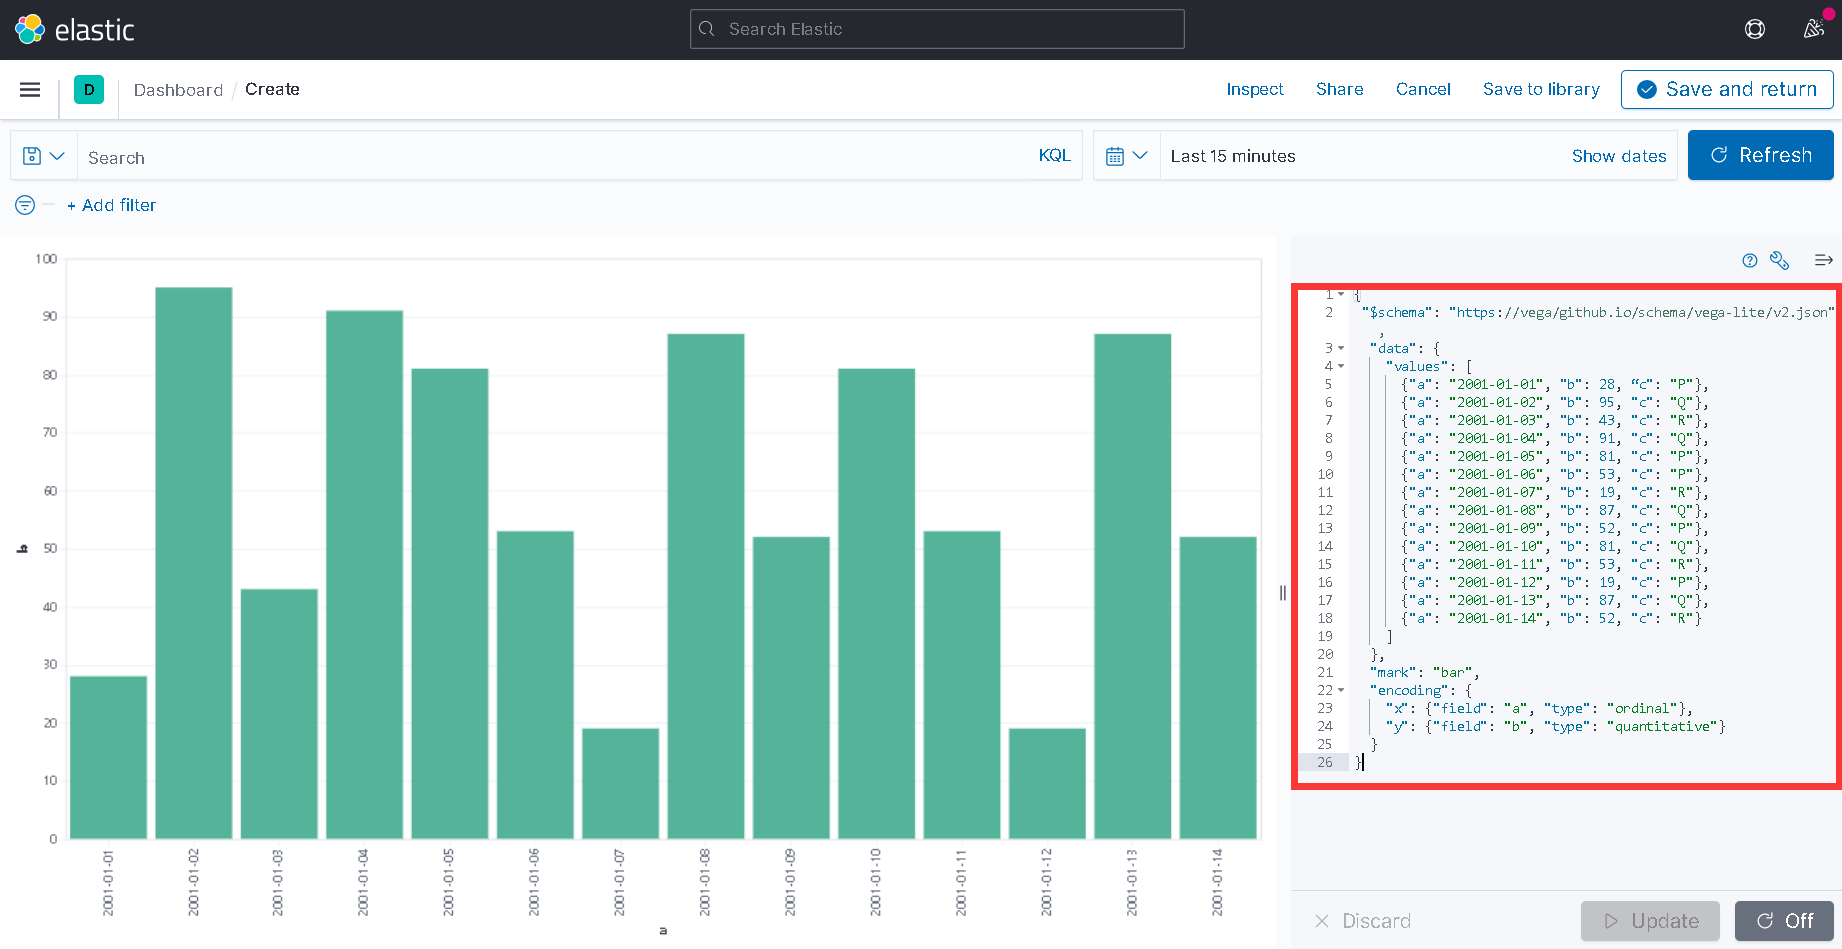 elastic
Search Elastic
D
Dashboard / Create
Inspect
Share
Cancel
Save to library
Save and return
Search
KQL
Last 15 minutes
Show dates
Refresh
+ Add filter
100
90
80
70
60
50
40
30
20
10
0
b
2001-01-01
2001-01-02
2001-01-03
2001-01-04
2001-01-05
2001-01-06
2001-01-07
2001-01-08
2001-01-09
2001-01-10
2001-01-11
2001-01-12
2001-01-13
2001-01-14
a
1 {
2 "$schema": "https://vega/github.io/schema/vega-lite/v2.json"
,
3 "data": {
4 "values": [
5 {"a": "2001-01-01", "b": 28, “c": "P"},
6 {"a": "2001-01-02", "b": 95, "c": "Q"},
7 {"a": "2001-01-03", "b": 43, "c": "R"},
8 {"a": "2001-01-04", "b": 91, "c": "Q"},
9 {"a": "2001-01-05", "b": 81, "c": "P"},
10 {"a": "2001-01-06", "b": 53, "c": "P"},
11 {"a": "2001-01-07", "b": 19, "c": "R"},
12 {"a": "2001-01-08", "b": 87, "c": "Q"},
13 {"a": "2001-01-09", "b": 52, "c": "P"},
14 {"a": "2001-01-10", "b": 81, "c": "Q"},
15 {"a": "2001-01-11", "b": 53, "c": "R"},
16 {"a": "2001-01-12", "b": 19, "c": "P"},
17 {"a": "2001-01-13", "b": 87, "c": "Q"},
18 {"a": "2001-01-14", "b": 52, "c": "R"}
19 ]
20 },
21 "mark": "bar",
22 "encoding": {
23 "x": {"field": "a", "type": "ordinal"},
24 "y": {"field": "b", "type": "quantitative"}
25 }
26 }
Discard
Update
Off